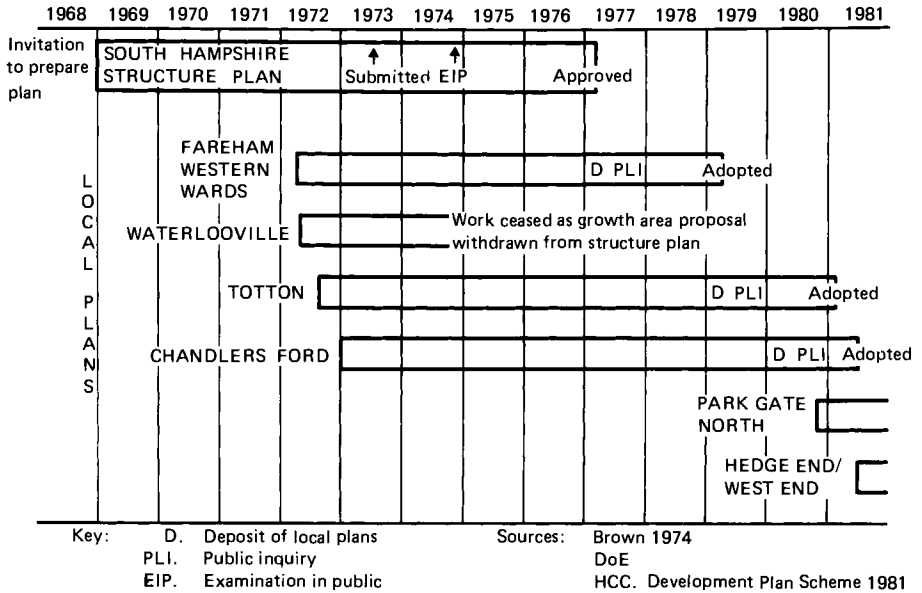 1968 1969 1970 1971 1972 1973 1974 1975 1976 1977 1978 1979 1980 1981
Invitation
to prepare
plan
SOUTH HAMPSHIRE
STRUCTURE PLAN
Submitted EIP
Approved
LOCAL PLANS
FAREHAM
WESTERN
WARDS
D PLI
Adopted
WATERLOOVILLE
Work ceased as growth area proposal
withdrawn from structure plan
TOTTON
D PLI
Adopted
CHANDLERS FORD
D PLI
Adopted
PARK GATE
NORTH
HEDGE END/
WEST END
Key: D. Deposit of local plans
PLI. Public inquiry
EIP. Examination in public
Sources: Brown 1974
DoE
HCC. Development Plan Scheme 1981